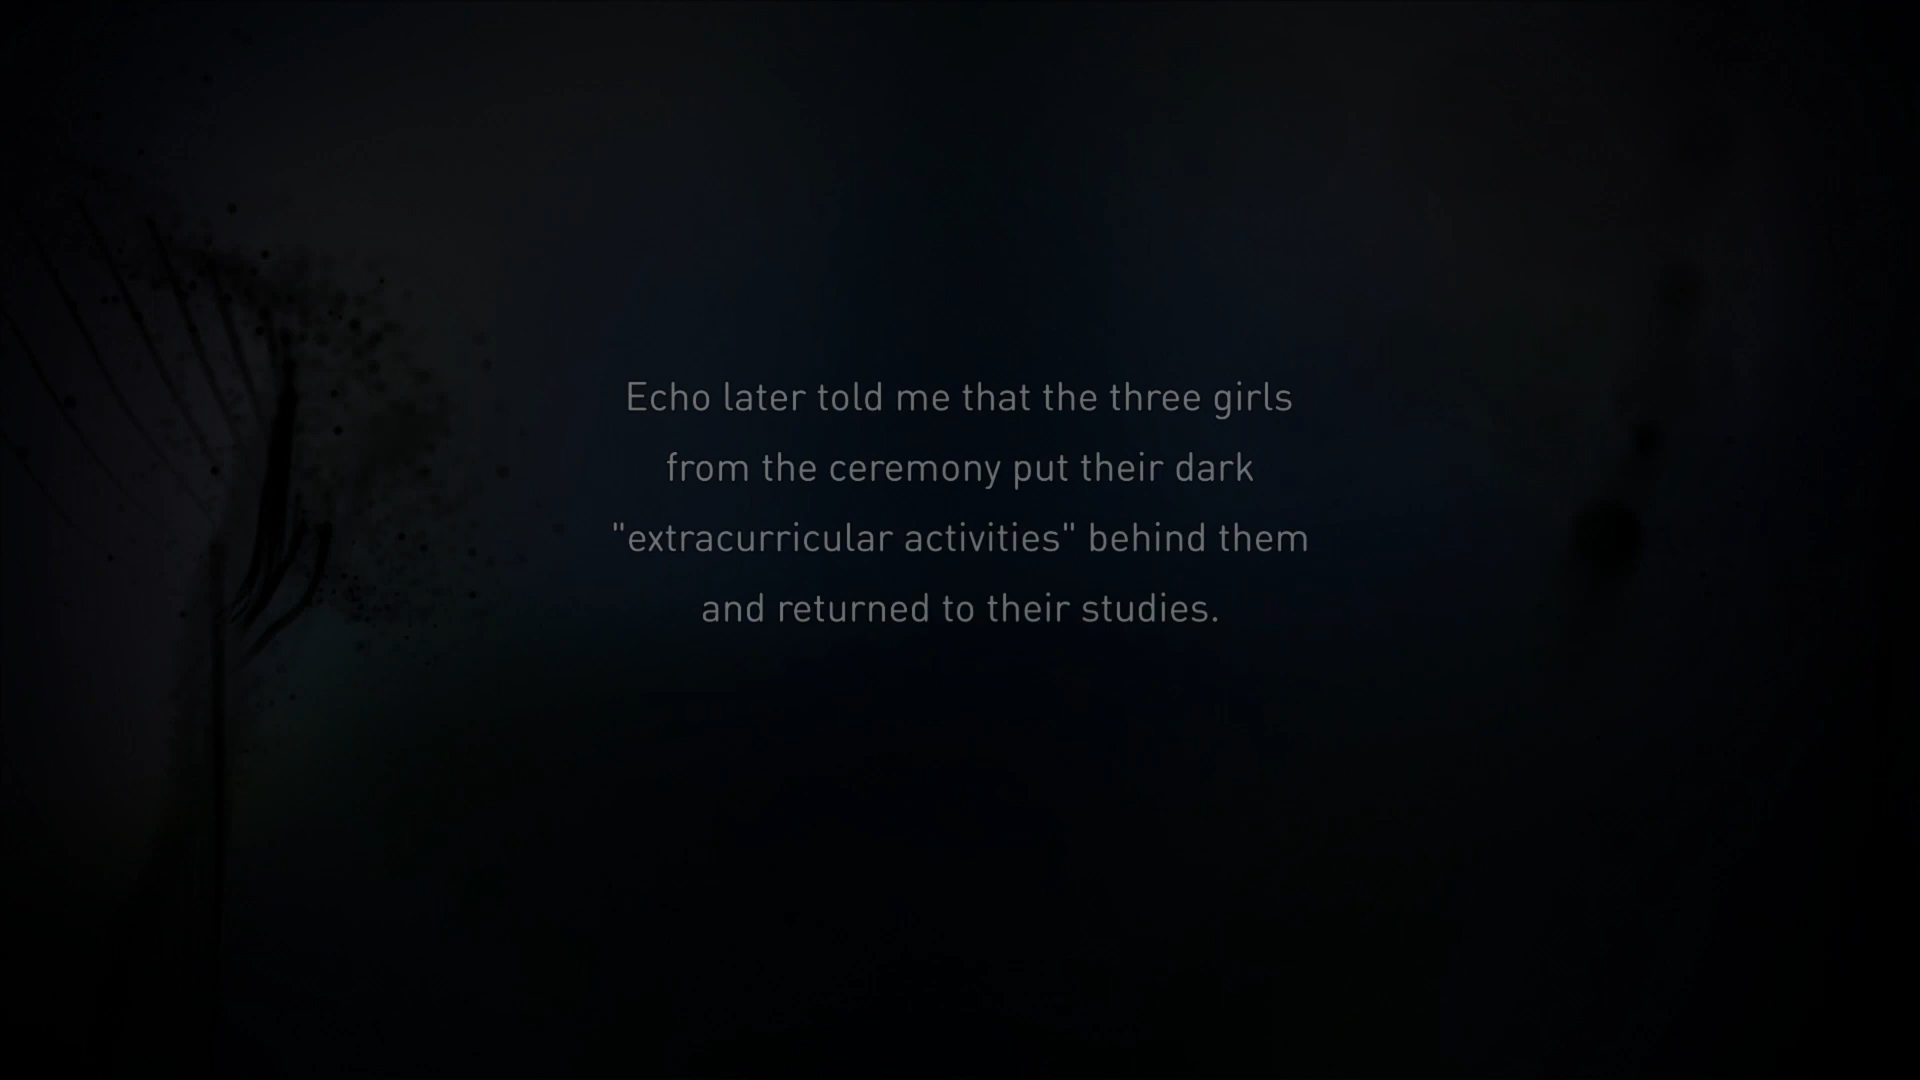 Echo later told me that the three girls
from the ceremony put their dark
"extracurricular activities" behind them
and returned to their studies.